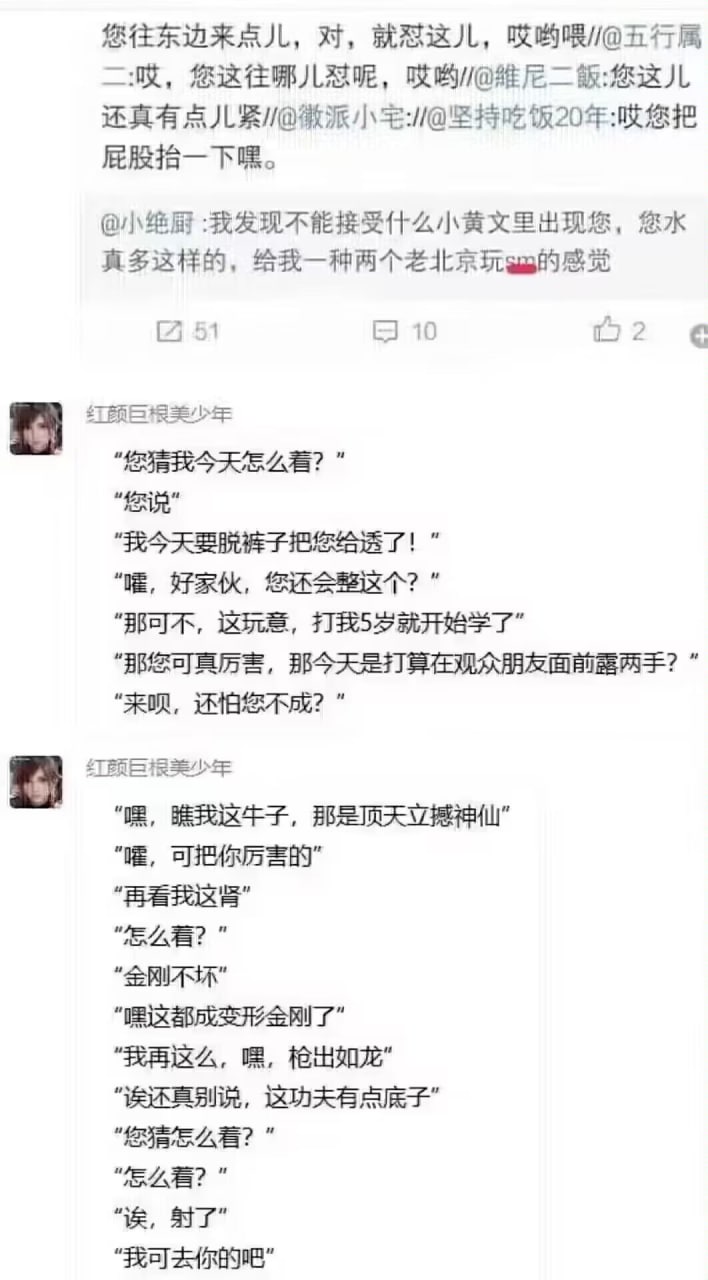 您往东边来点儿，对，就怼这儿，哎哟喂//@五行属
二:哎，您这往哪儿怼呢，哎哟//@維尼二飯:您这儿
还真有点儿紧//@徽派小宅://@坚持吃饭20年:哎您把
屁股抬一下嘿。
@小绝厨 :我发现不能接受什么小黄文里出现您，您水
真多这样的，给我一种两个老北京玩sm的感觉
51
10
2
红颜巨根美少年
“您猜我今天怎么着？”
“您说“
“我今天要脱裤子把您给透了！”
“嚯，好家伙，您还会整这个？”
“那可不，这玩意，打我5岁就开始学了”
“那您可真厉害，那今天是打算在观众朋友面前露两手？”
“来呗，还怕您不成？”
红颜巨根美少年
“嘿，瞧我这牛子，那是顶天立撼神仙”
“嚯，可把你厉害的”
“再看我这肾”
“怎么着？”
“金刚不坏”
“嘿这都成变形金刚了”
“我再这么，嘿，枪出如龙”
“诶还真别说，这功夫有点底子”
“您猜怎么着？”
“怎么着？”
“诶，射了”
“我可去你的吧”